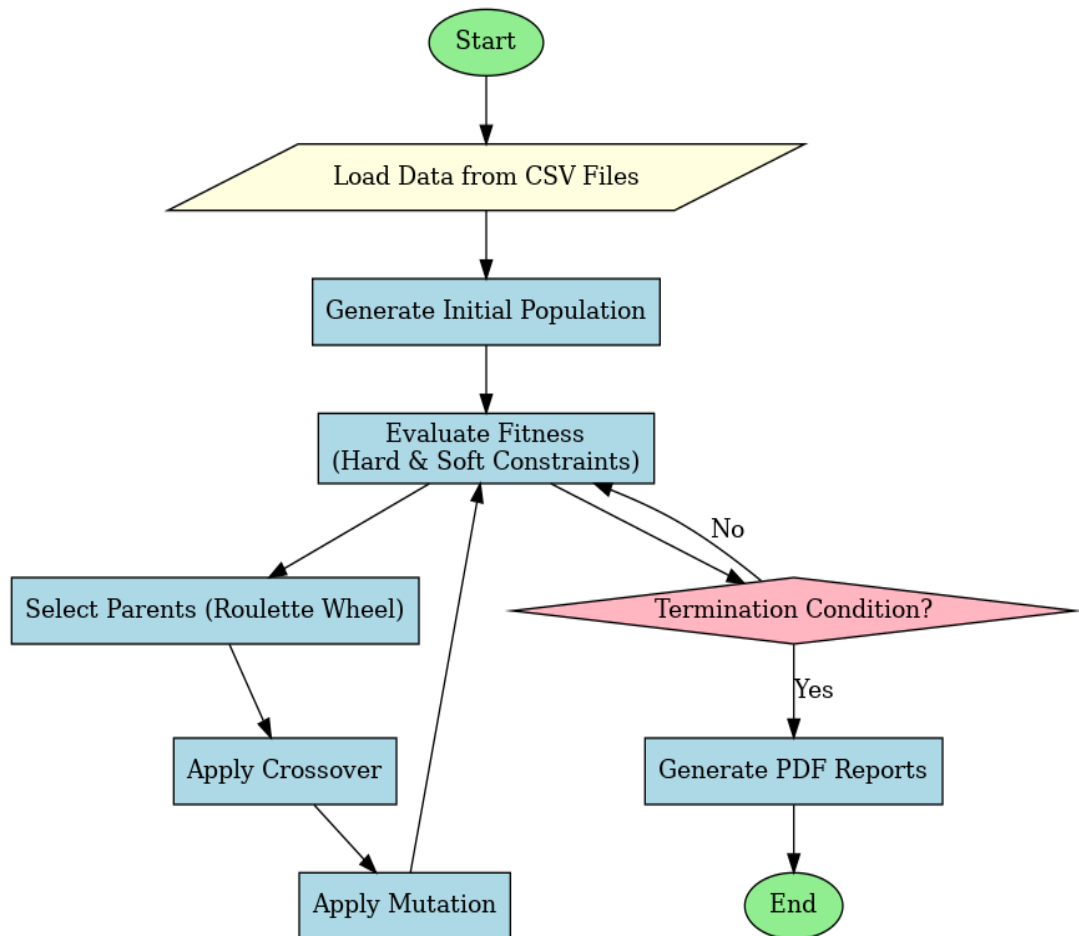 Start
Load Data from CSV Files
Generate Initial Population
Evaluate Fitness
(Hard & Soft Constraints)
No
Select Parents (Roulette Wheel)
Termination Condition?
Yes
Apply Crossover
Generate PDF Reports
Apply Mutation
End